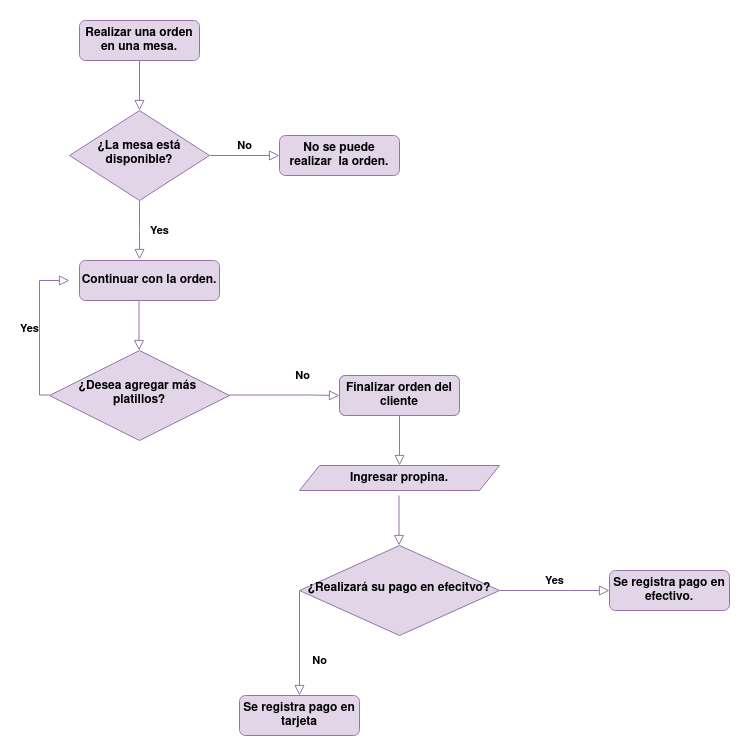 Realizar una orden
en una mesa.
¿La mesa está
disponible?
No
No se puede
realizar  la orden.
Yes
Continuar con la orden.
Yes
¿Desea agregar más
platillos?
No
Finalizar orden del
cliente
Ingresar propina.
¿Realizará su pago en efecitvo?
Yes
Se registra pago en
efectivo.
No
Se registra pago en
tarjeta